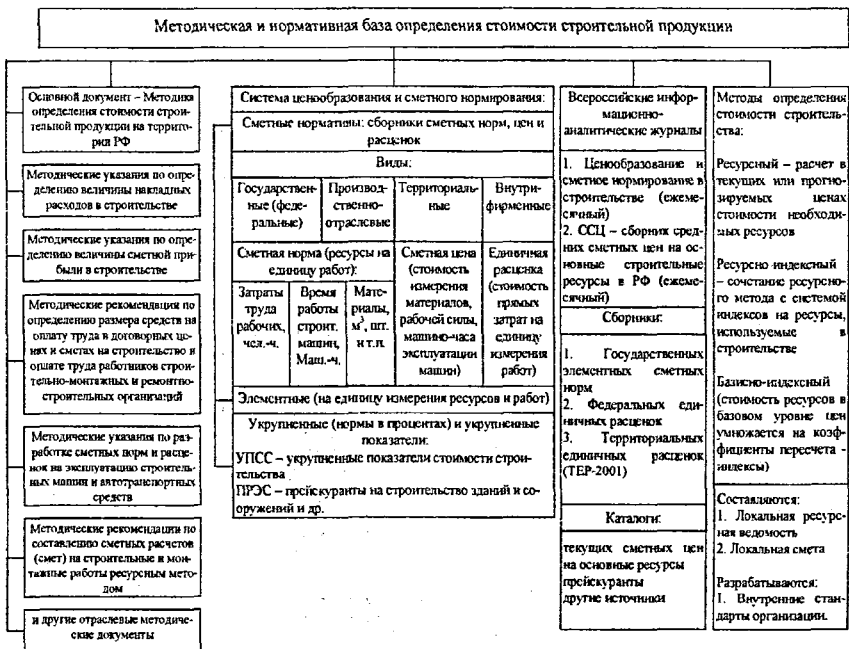 Методическая и нормативная база определения стоимости строительной продукции
Основной документ – Методика
определения стоимости строи-
тельной продукции на террито-
рии РФ
Методические указания по опре-
делению величины накладных
расходов в строительстве
Методические указания по опре-
делению величины сметной при-
были в строительстве
Методические рекомендации по
определению размера средств на
оплату труда в договорных це-
нах и сметах на строительство и
оплате труда работников строи-
тельно-монтажных и ремонтно-
строительных организаций
Методические указания по раз-
работке сметных норм и расце-
нок на эксплуатацию строитель-
ных машин и автотранспортных
средств
Методические рекомендации по
составлению сметных расчетов
(смет) на строительные и мон-
тажные работы ресурсным мето-
дом
и другие отраслевые методиче-
ские документы
Система ценообразования и сметного нормирования:
Сметные нормативы: сборники сметных норм, цен и
расценок
Виды:
Государствен-
ные (феде-
ральные)
Производ-
ственно-
отраслевые
Территориаль-
ные
Внутри-
фирменные
Сметная норма (ресурсы на
единицу работ):
Затраты
труда
рабочих,
чел.-ч.
Время
работы
строит.
машин,
Маш.-ч.
Мате-
риалы,
м³, шт.
и т.п.
Сметная цена
(стоимость
измерения
материалов,
рабочей силы,
машино-часа
эксплуатации
машин)
Единичная
расценка
(стоимость
прямых
затрат на
единицу
измерения
работ)
Элементные (на единицу измерения ресурсов и работ)
Укрупненные (нормы в процентах) и укрупненные
показатели:
УПСС – укрупненные показатели стоимости строи-
тельства
ПРЭС – прейскуранты на строительство зданий и со-
оружений и др.
Всероссийские инфор-
мационно-
аналитические журналы
1. Ценообразование и
сметное нормирование в
строительстве (ежеме-
сячный)
2. ССЦ – сборник сред-
них сметных цен на ос-
новные строительные
ресурсы в РФ (ежеме-
сячный)
Сборники:
1. Государственных
элементных сметных
норм
2. Федеральных еди-
ничных расценок
3. Территориальных
единичных расценок
(ТЕР-2001)
Каталоги:
текущих сметных цен
на основные ресурсы
прейскуранты
другие источники
Методы определения
стоимости строитель-
ства:
Ресурсный – расчет в
текущих или прогно-
зируемых ценах
стоимости необходи-
мых ресурсов
Ресурсно-индексный
– сочетание ресурсно-
го метода с системой
индексов на ресурсы,
используемые в
строительстве
Базисно-индексный
(стоимость ресурсов в
базовом уровне цен
умножается на коэф-
фициенты пересчета -
индексы)
Составляются:
1. Локальная ресурс-
ная ведомость
2. Локальная смета
Разрабатываются:
1. Внутренние стан-
дарты организации.